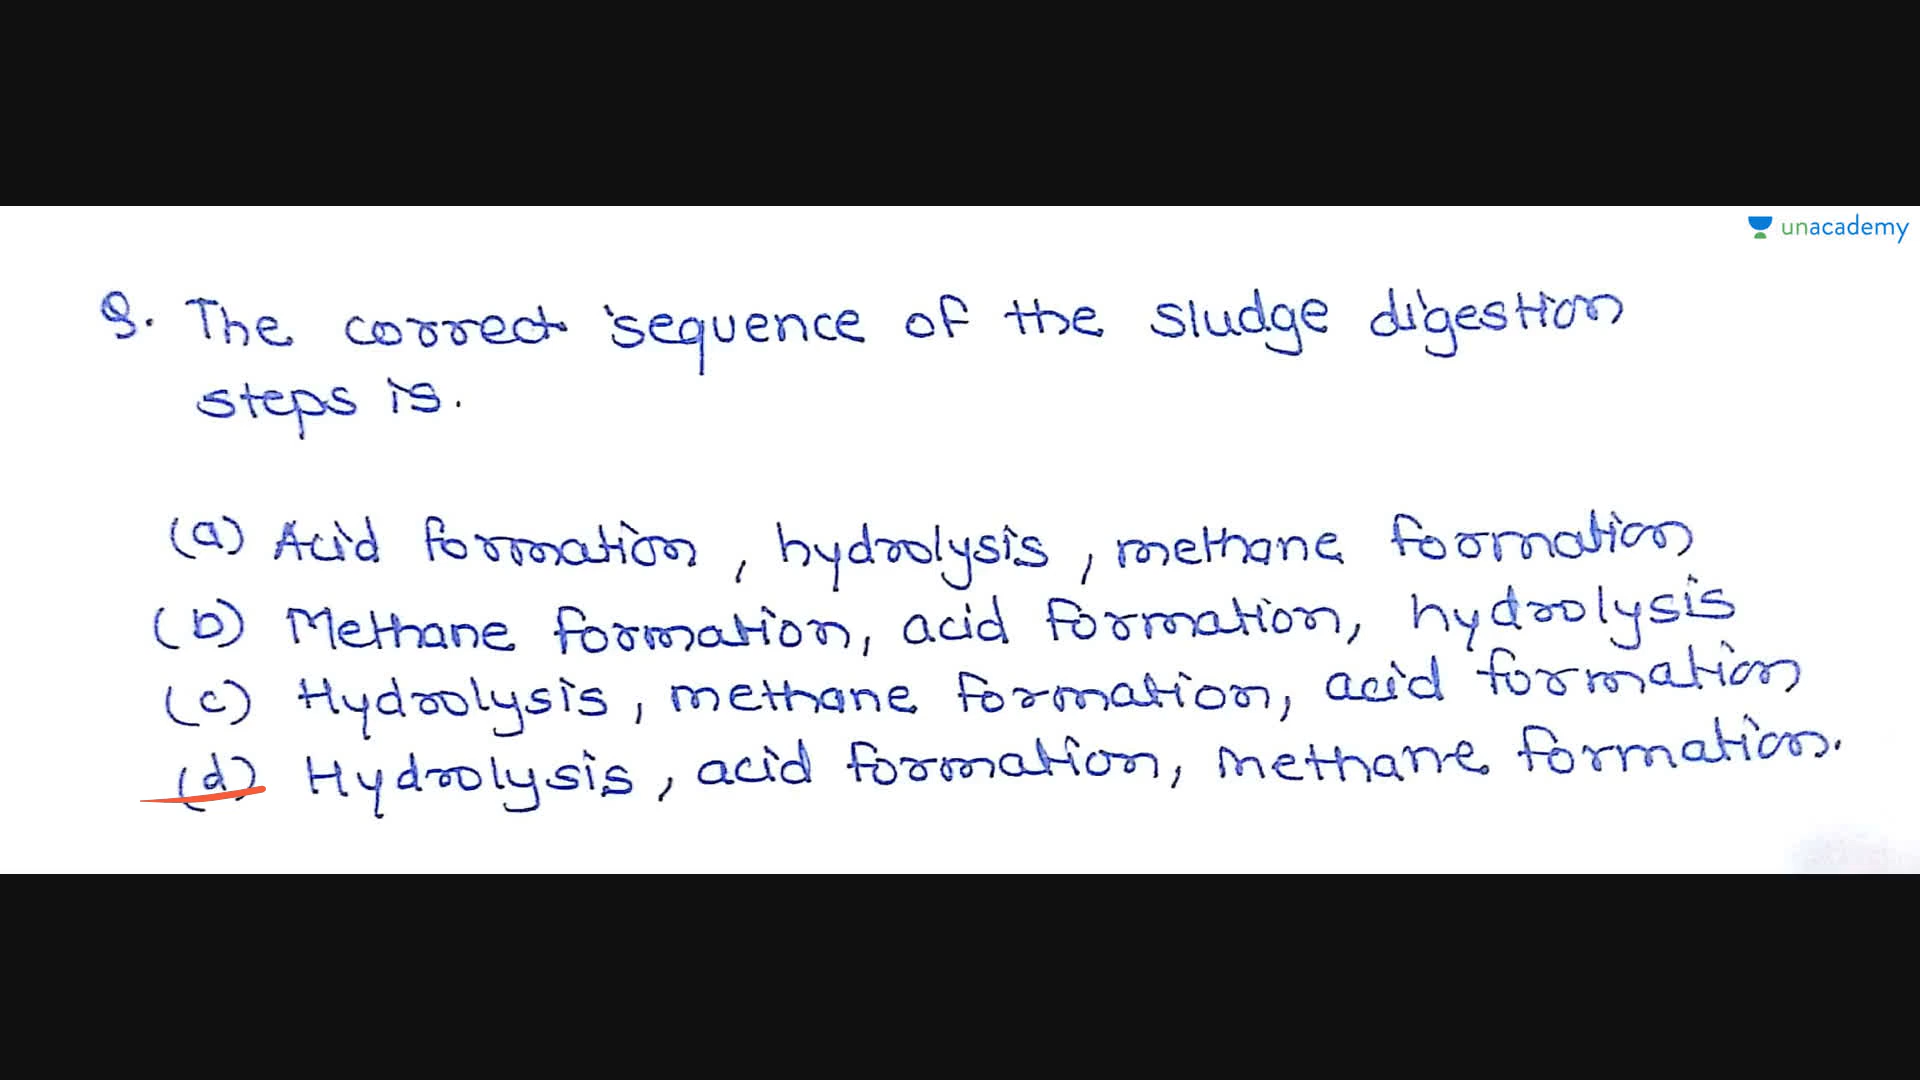 unacademy
Q. The correct sequence of the sludge digestion
steps is.
(a) Acid formation, hydrolysis, methane formation
(b) Methane formation, acid formation, hydrolysis
(c) Hydrolysis, methane formation, acid formation
(d) Hydrolysis, acid formation, methane formation.